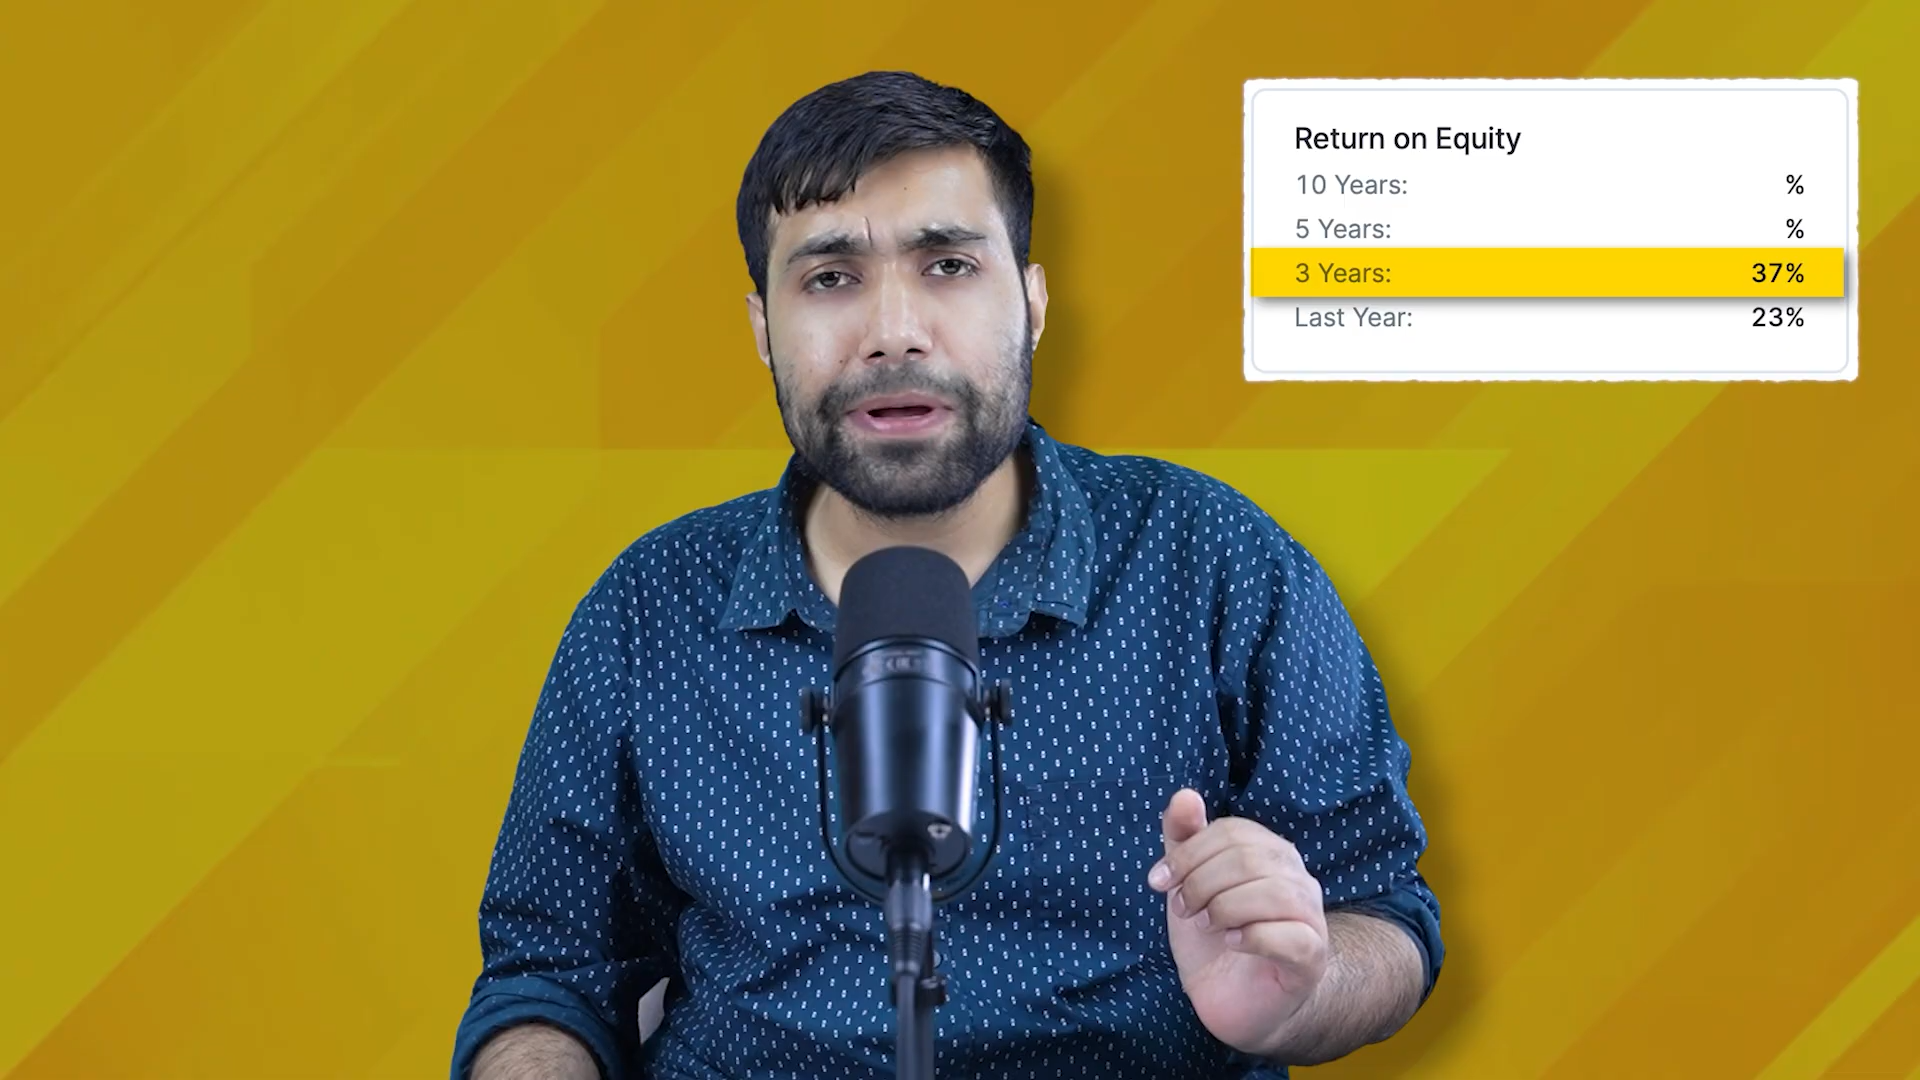 Return on Equity
10 Years: %
5 Years: %
3 Years: 37%
Last Year: 23%